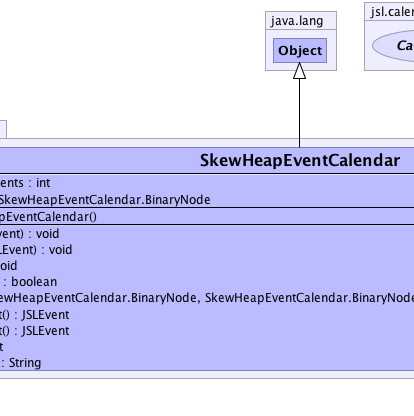 java.lang
jsl.calen
Object
Ca
SkewHeapEventCalendar
ents : int
SkewHeapEventCalendar.BinaryNode
pEventCalendar()
vent) : void
LEvent) : void
oid
: boolean
ewHeapEventCalendar.BinaryNode, SkewHeapEventCalendar.BinaryNode
t() : JSLEvent
t() : JSLEvent
t
: String